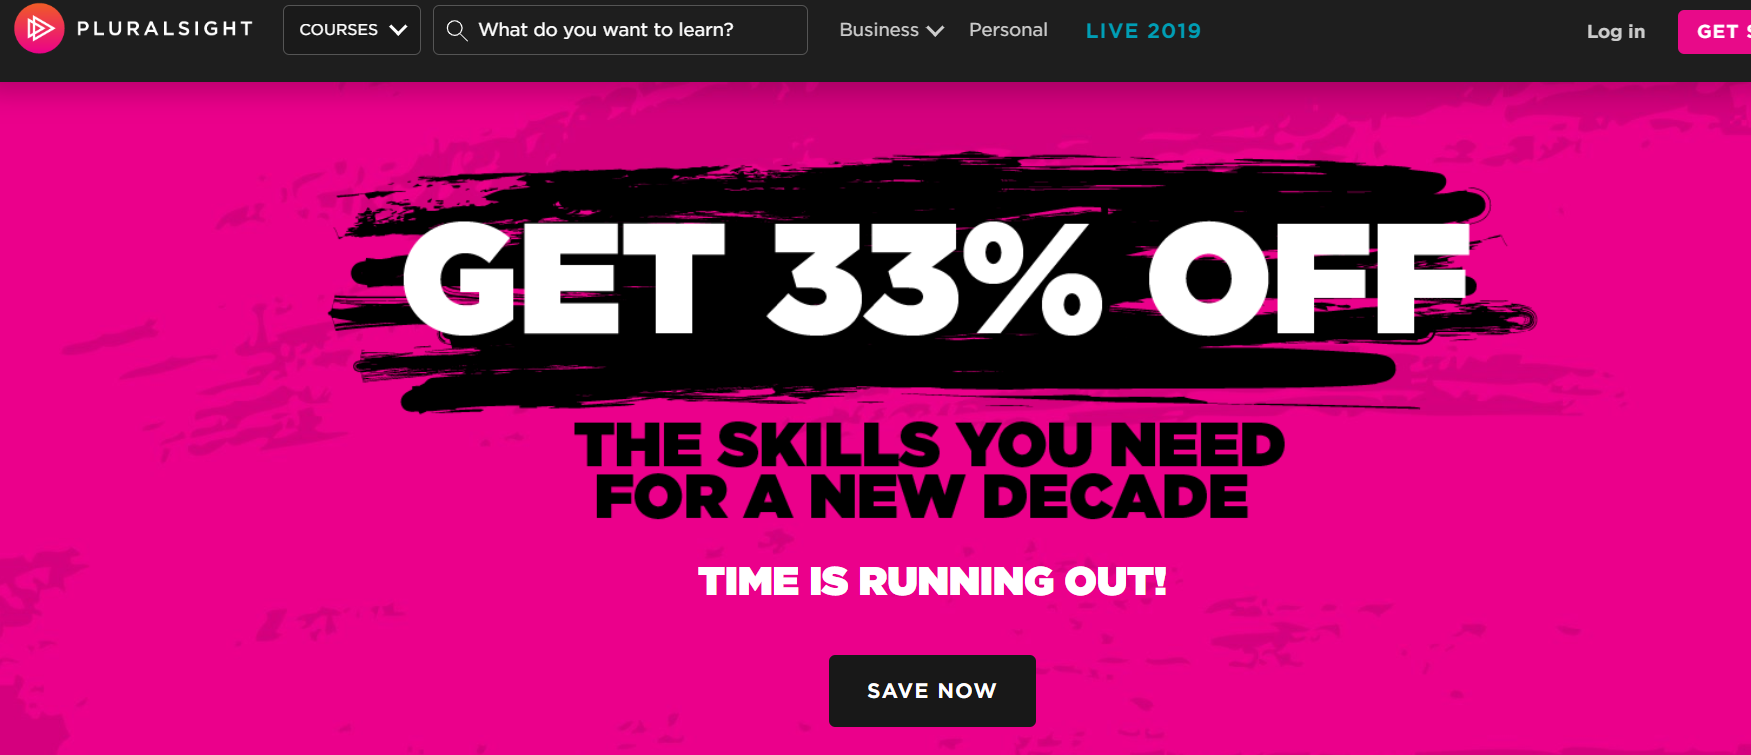 PLURALSIGHT
COURSES
What do you want to learn?
Business
Personal
LIVE 2019
Log in
GET
GET 33% OFF
THE SKILLS YOU NEED
FOR A NEW DECADE
TIME IS RUNNING OUT!
SAVE NOW